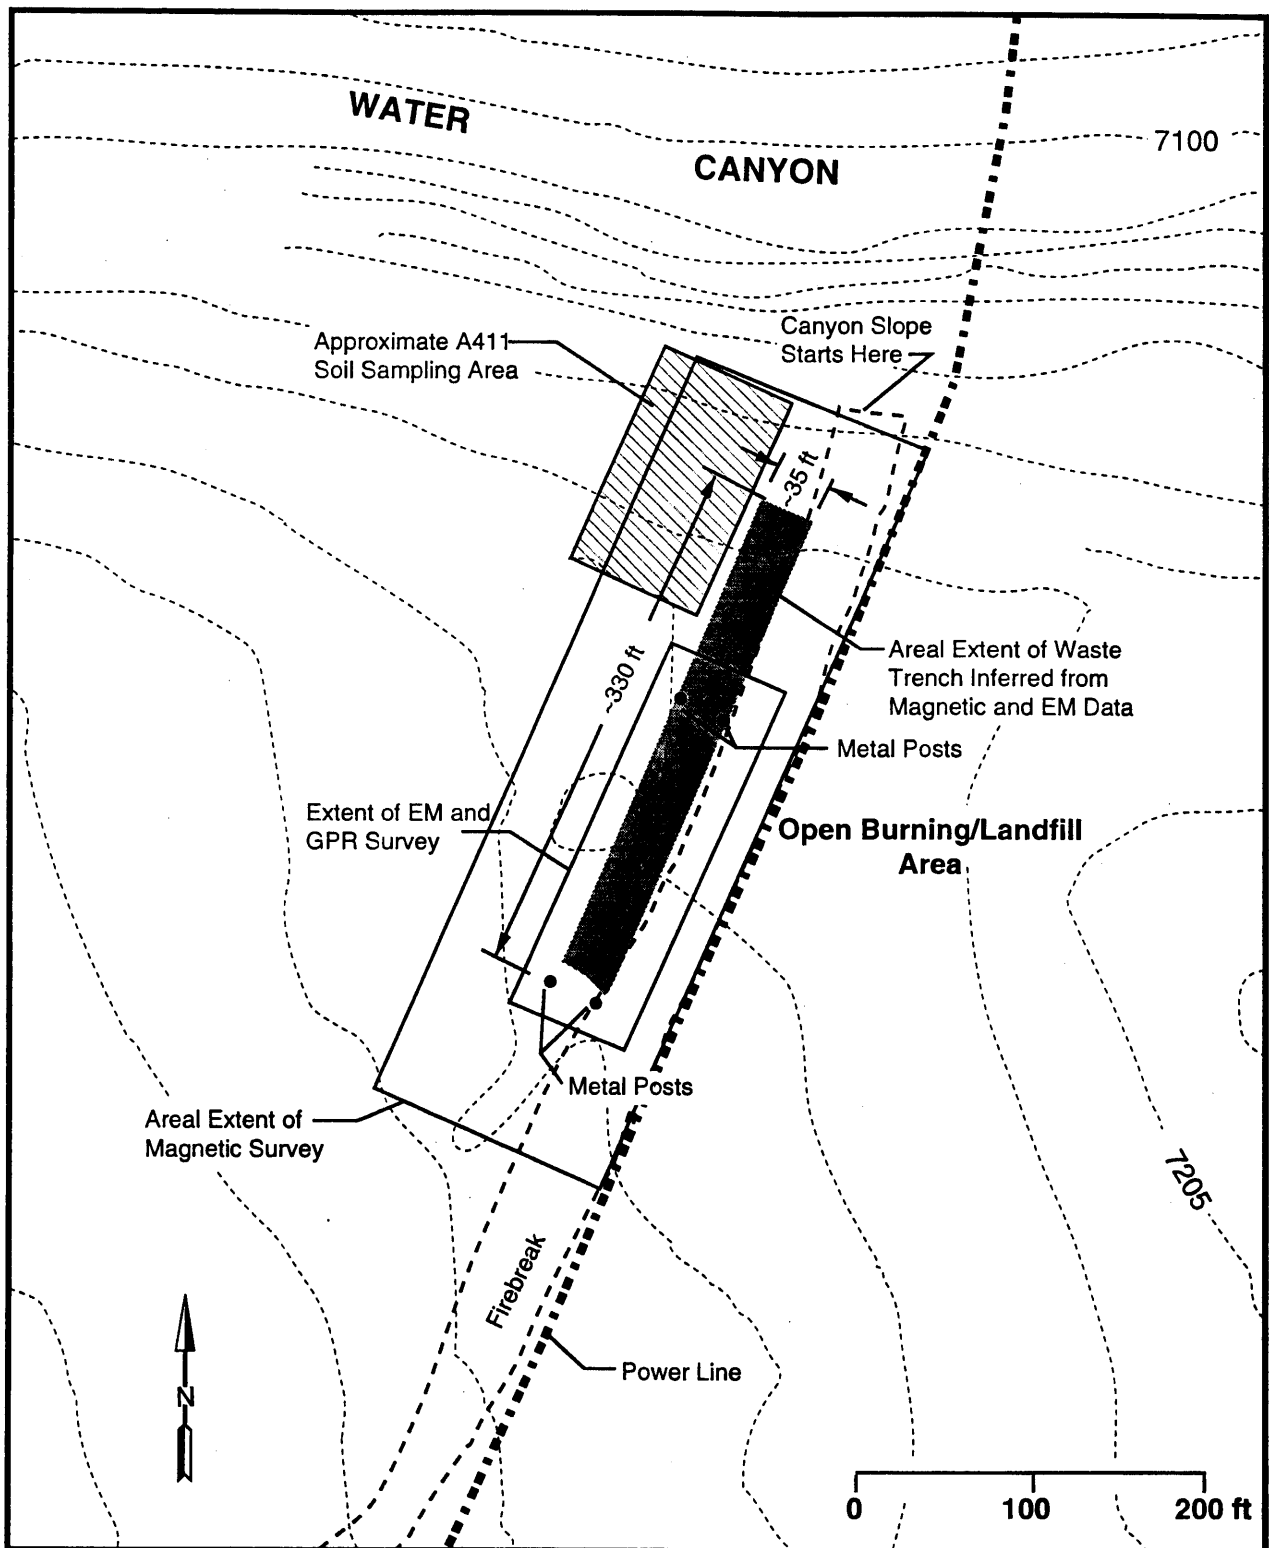 WATER
CANYON
7100
Approximate A411
Soil Sampling Area
Canyon Slope
Starts Here
~35 ft
~330 ft
Areal Extent of Waste
Trench Inferred from
Magnetic and EM Data
Metal Posts
Extent of EM and
GPR Survey
Open Burning/Landfill
Area
Metal Posts
Areal Extent of
Magnetic Survey
7205
Firebreak
Power Line
N
0 100 200 ft